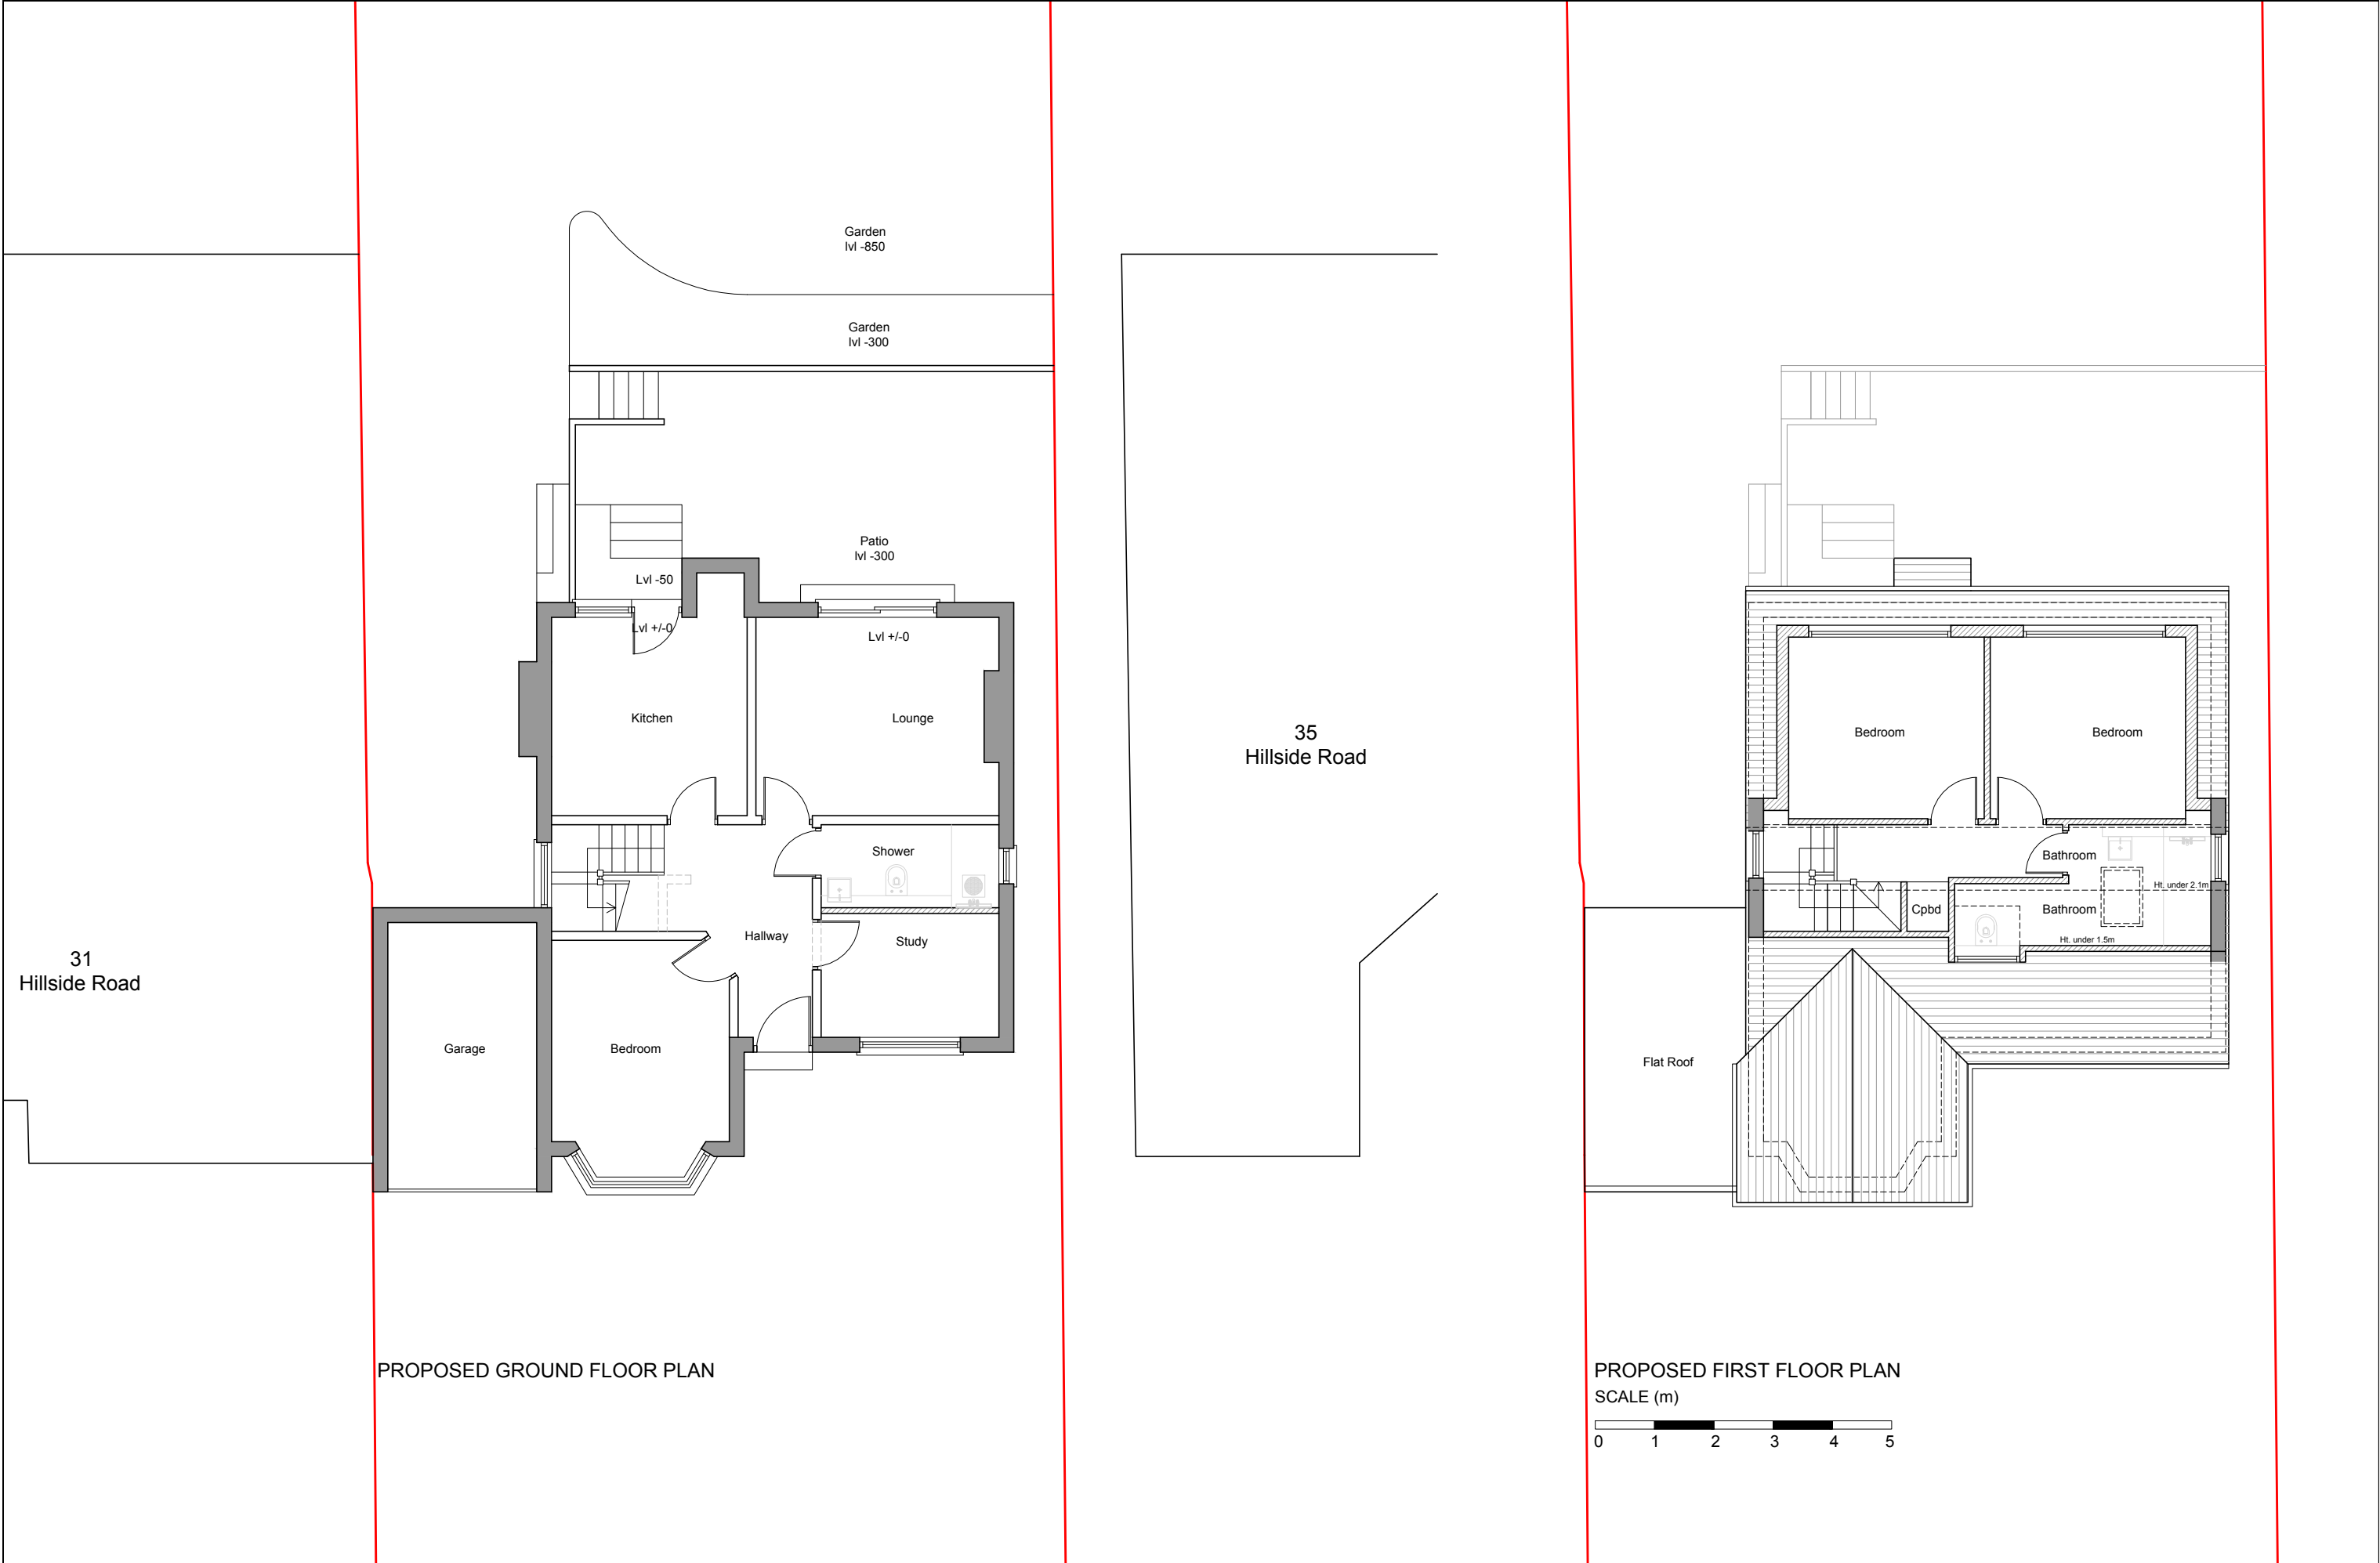 Garden
lvl -850
Garden
lvl -300
Patio
lvl -300
Lvl -50
Lvl +/-0
Lvl +/-0
Kitchen
Lounge
Shower
Hallway
Study
Garage
Bedroom
31
Hillside Road
35
Hillside Road
PROPOSED GROUND FLOOR PLAN
Bedroom
Bedroom
Bathroom
Ht. under 2.1m
Cpbd
Bathroom
Ht. under 1.5m
Flat Roof
PROPOSED FIRST FLOOR PLAN
SCALE (m)
0 1 2 3 4 5